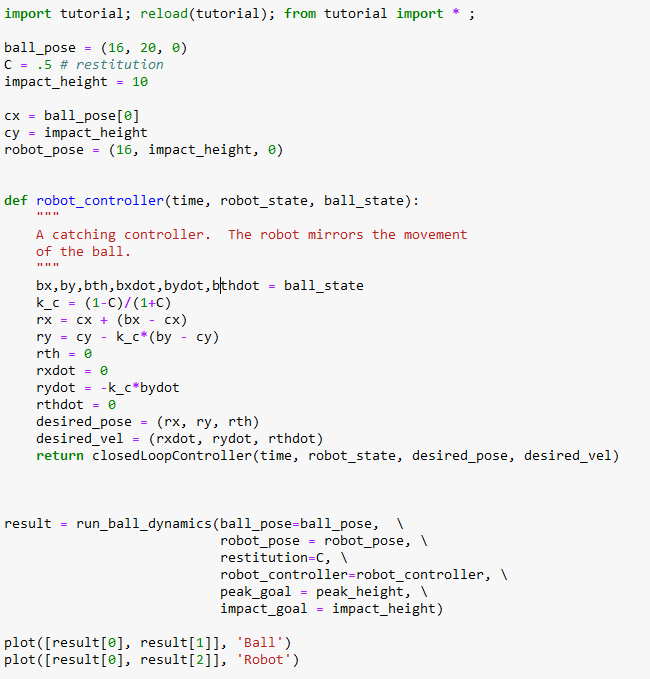 import tutorial; reload(tutorial); from tutorial import * ;
ball_pose = (16, 20, 0)
C = .5 # restitution
impact_height = 10
cx = ball_pose[0]
cy = impact_height
robot_pose = (16, impact_height, 0)
def robot_controller(time, robot_state, ball_state):
    """
    A catching controller.  The robot mirrors the movement
    of the ball.
    """
    bx,by,bth,bxdot,bydot,bthdot = ball_state
    k_c = (1-C)/(1+C)
    rx = cx + (bx - cx)
    ry = cy - k_c*(by - cy)
    rth = 0
    rxdot = 0
    rydot = -k_c*bydot
    rthdot = 0
    desired_pose = (rx, ry, rth)
    desired_vel = (rxdot, rydot, rthdot)
    return closedLoopController(time, robot_state, desired_pose, desired_vel)
result = run_ball_dynamics(ball_pose=ball_pose,  \
                           robot_pose = robot_pose, \
                           restitution=C, \
                           robot_controller=robot_controller, \
                           peak_goal = peak_height, \
                           impact_goal = impact_height)
plot([result[0], result[1]], 'Ball')
plot([result[0], result[2]], 'Robot')